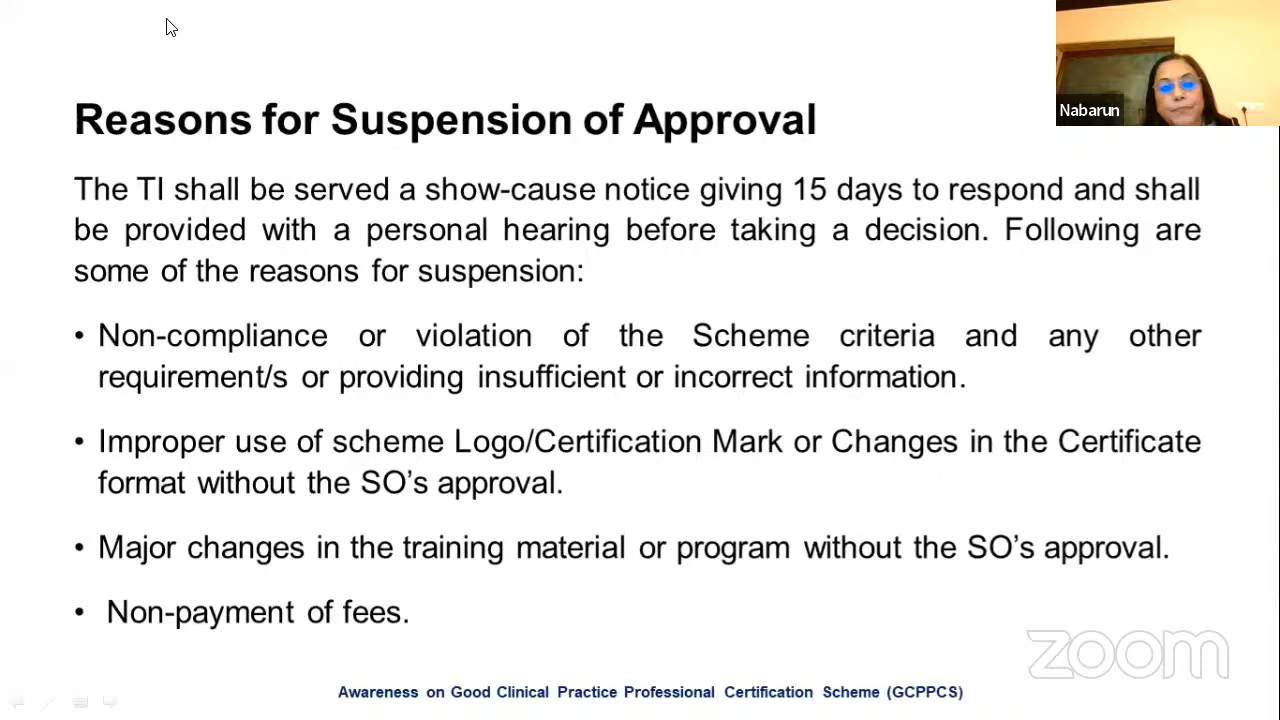 Nabarun
Reasons for Suspension of Approval
The TI shall be served a show-cause notice giving 15 days to respond and shall
be provided with a personal hearing before taking a decision. Following are
some of the reasons for suspension:
• Non-compliance or violation of the Scheme criteria and any other
requirement/s or providing insufficient or incorrect information.
• Improper use of scheme Logo/Certification Mark or Changes in the Certificate
format without the SO’s approval.
• Major changes in the training material or program without the SO’s approval.
• Non-payment of fees.
zoom
Awareness on Good Clinical Practice Professional Certification Scheme (GCPPCS)